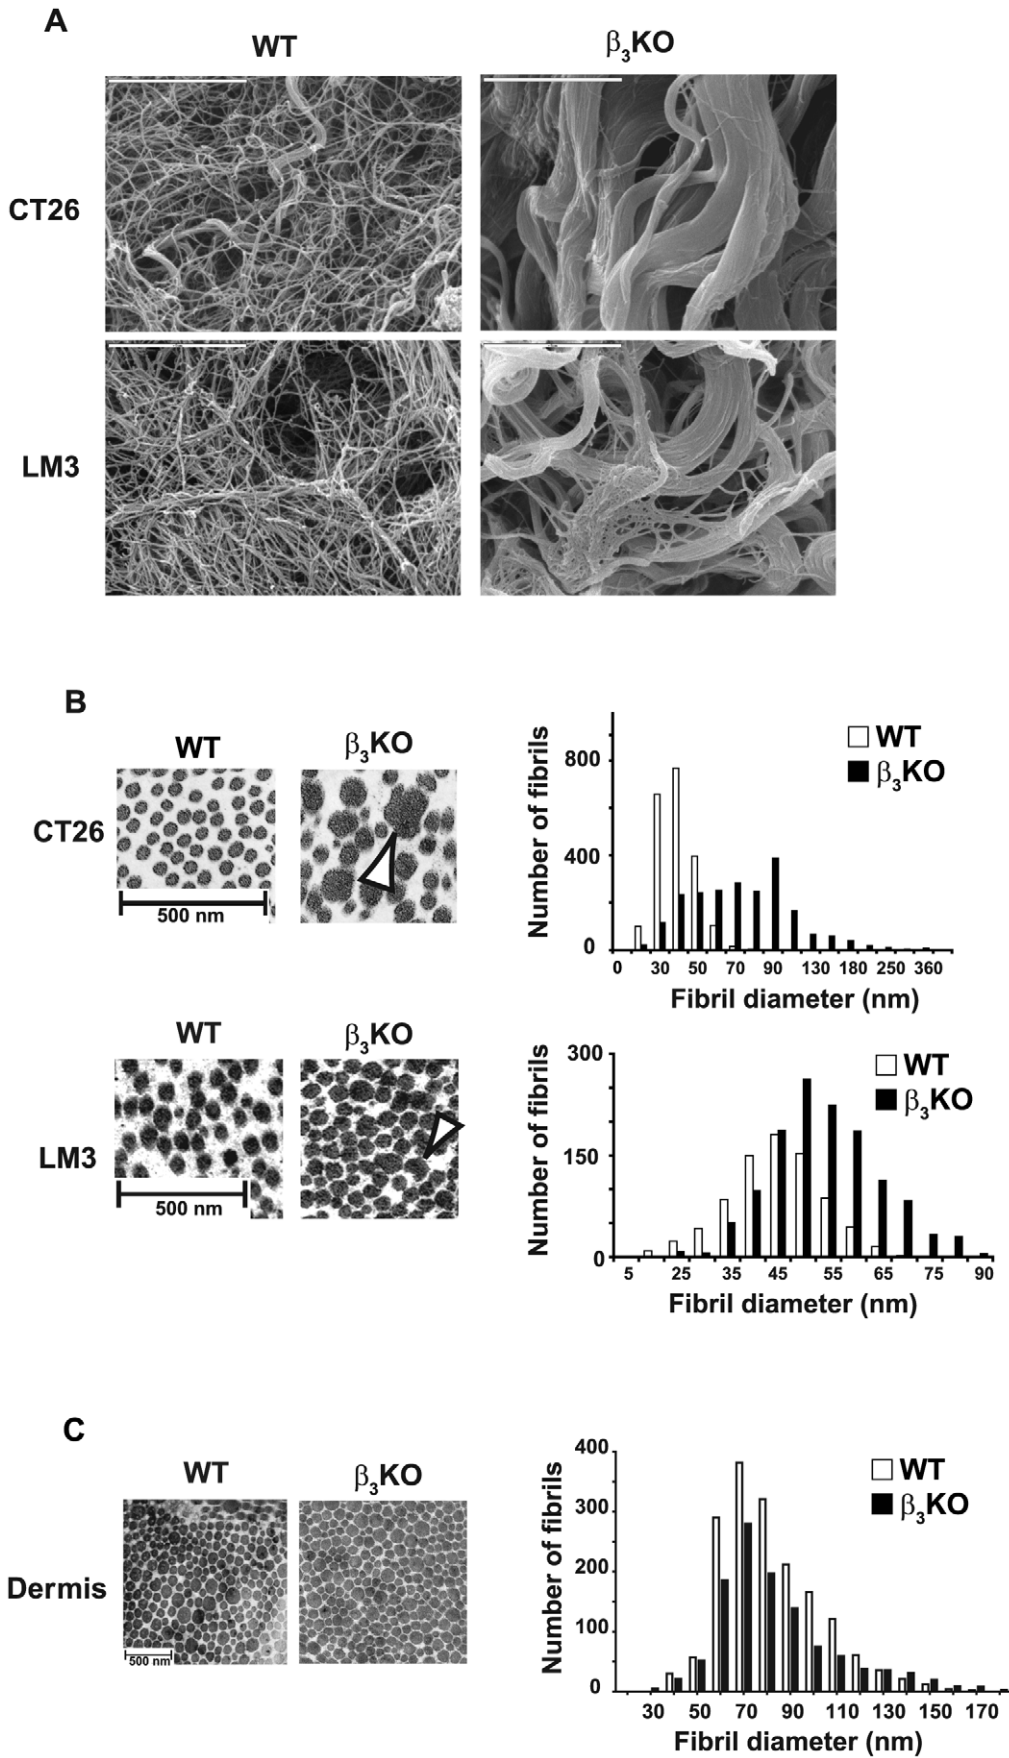 A
WT
β₃KO
CT26
LM3
B
WT
β₃KO
CT26
500 nm
Number of fibrils
800
400
0
WT
β₃KO
0 30 50 70 90 130 180 250 360
Fibril diameter (nm)
WT
β₃KO
LM3
500 nm
Number of fibrils
300
150
0
WT
β₃KO
5 25 35 45 55 65 75 90
Fibril diameter (nm)
C
WT
β₃KO
Dermis
500 nm
Number of fibrils
400
300
200
100
0
WT
β₃KO
30 50 70 90 110 130 150 170
Fibril diameter (nm)